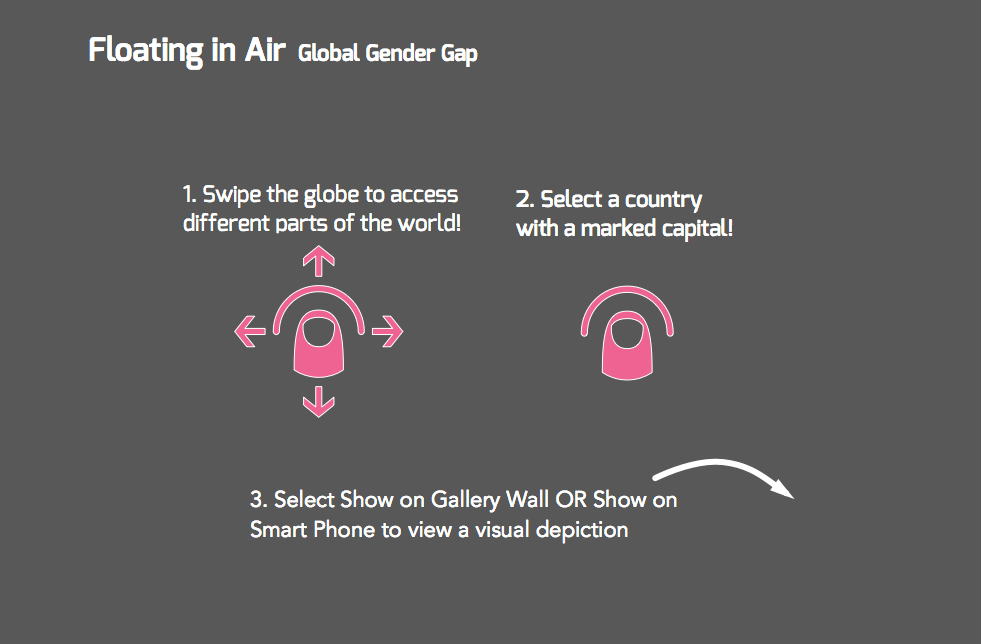 Floating in Air Global Gender Gap
1. Swipe the globe to access
different parts of the world!
2. Select a country
with a marked capital!
3. Select Show on Gallery Wall OR Show on
Smart Phone to view a visual depiction